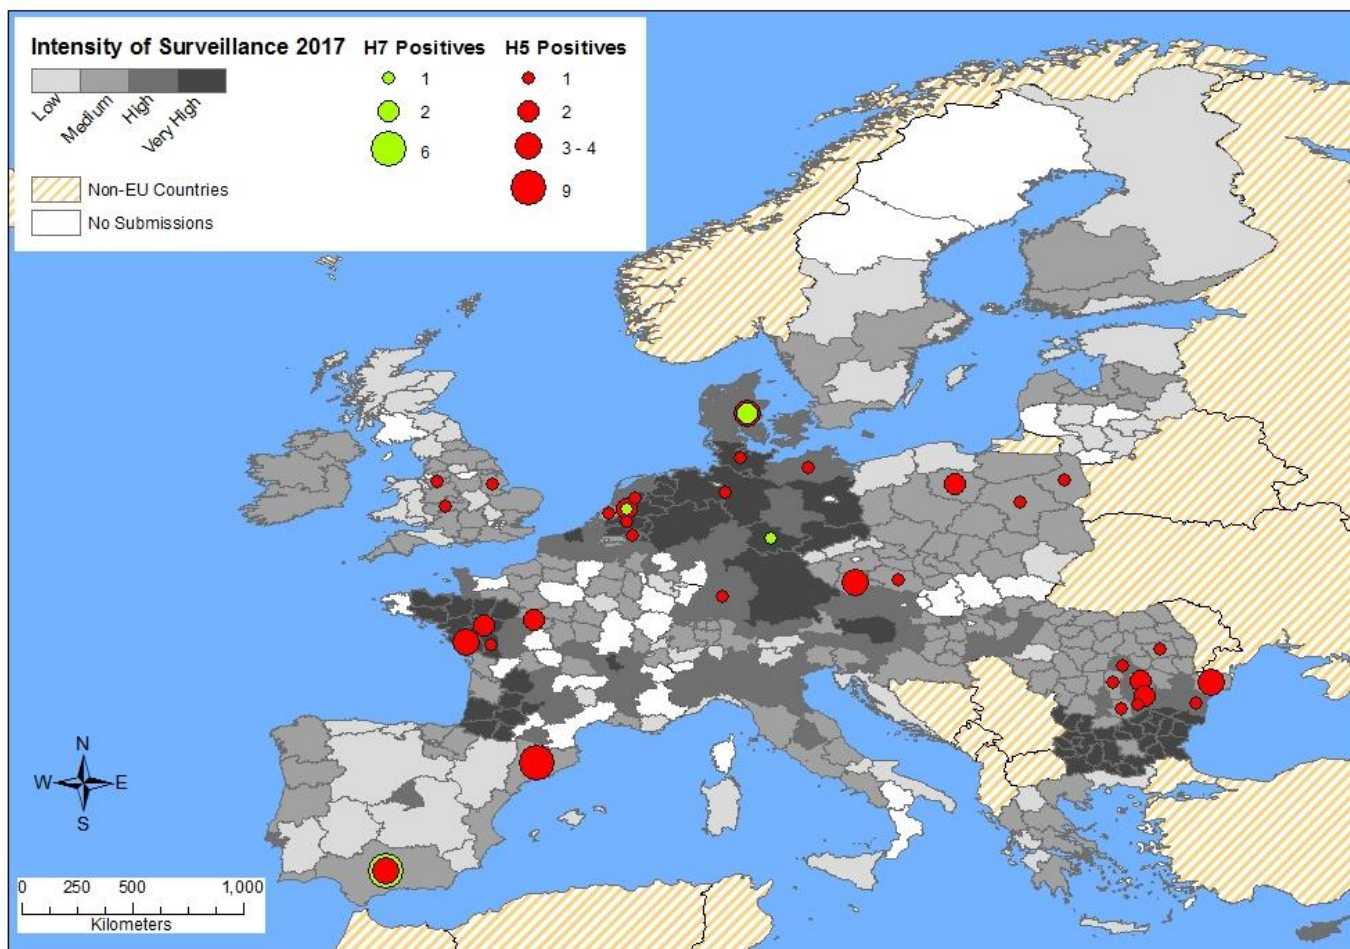 Intensity of Surveillance 2017
Low
Medium
High
Very High
Non-EU Countries
No Submissions
H7 Positives
1
2
6
H5 Positives
1
2
3 - 4
9
N
W E
S
0 250 500 1,000
Kilometers